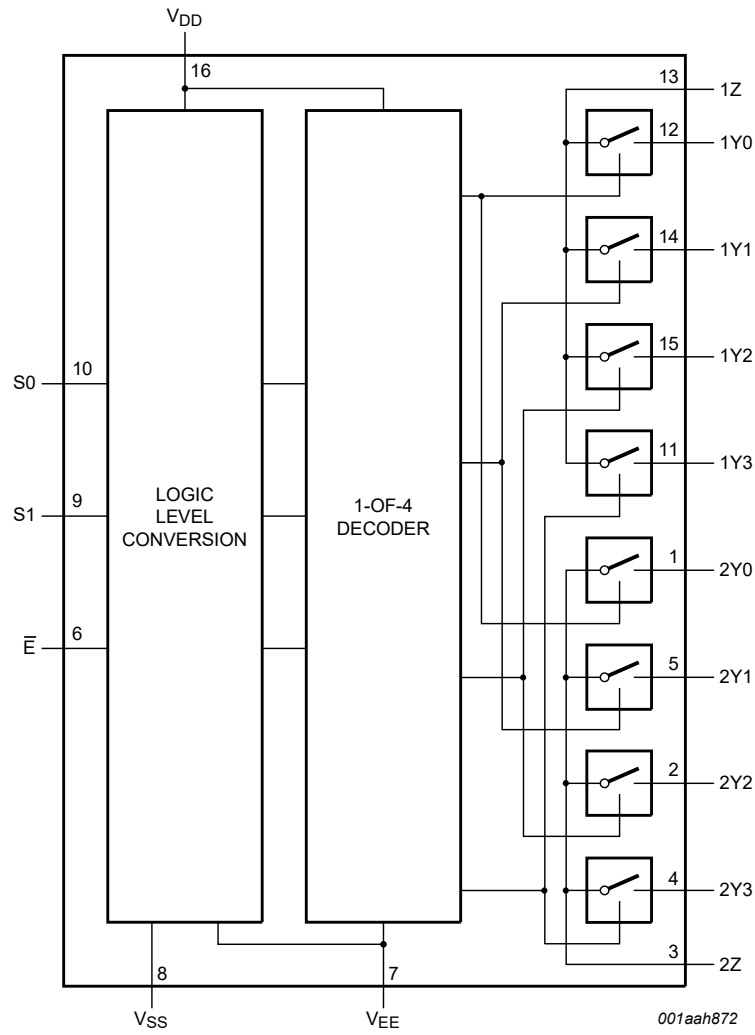 VDD
16
13
1Z
12
1Y0
14
1Y1
15
1Y2
10
S0
11
1Y3
LOGIC
LEVEL
CONVERSION
1-OF-4
DECODER
9
S1
1
2Y0
6
E̅
5
2Y1
2
2Y2
4
2Y3
3
2Z
8
7
VSS
VEE
001aah872